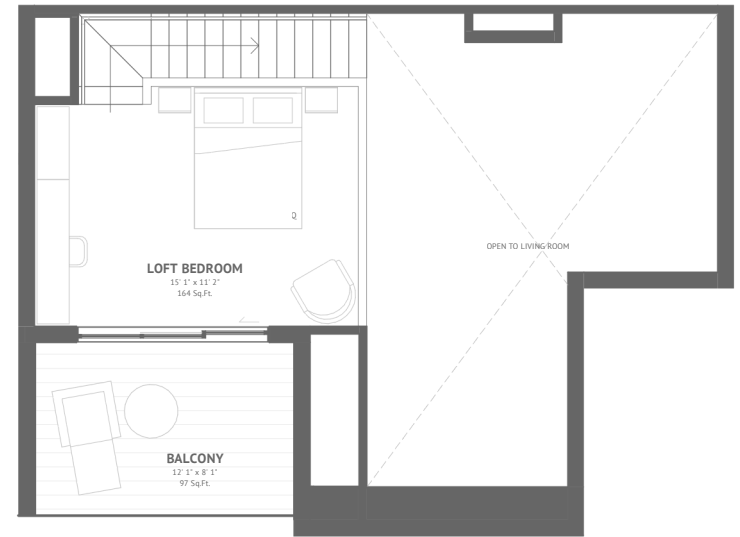 OPEN TO LIVING ROOM
Q
LOFT BEDROOM
15' 1" x 11' 2"
164 Sq.Ft.
BALCONY
12' 1" x 8' 1"
97 Sq.Ft.